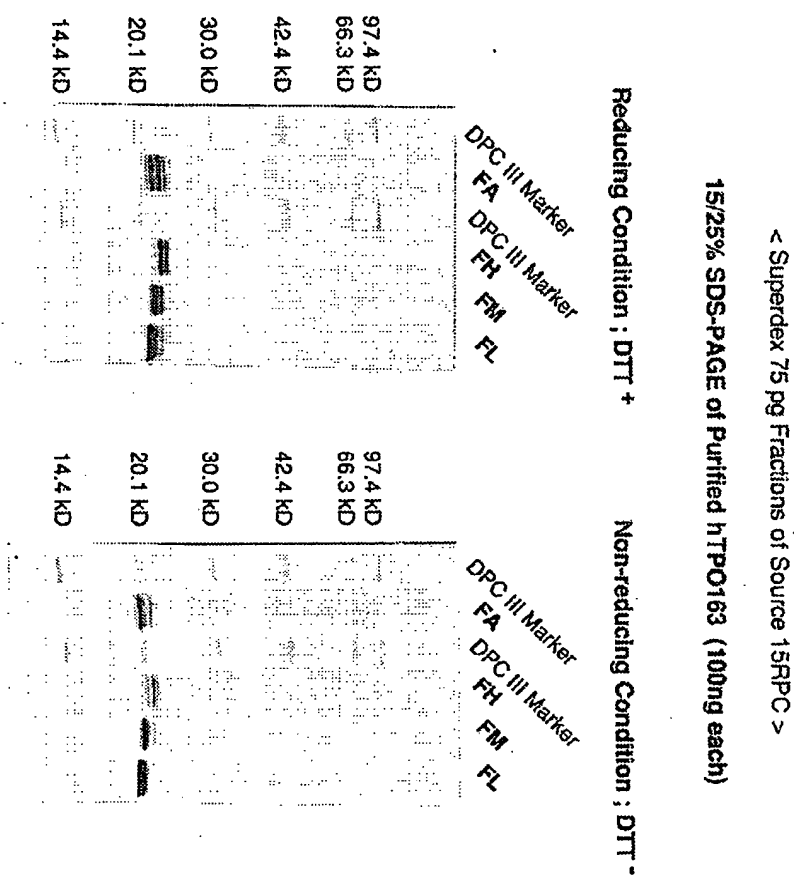 < Superdex 75 pg Fractions of Source 15RPC >
15/25% SDS-PAGE of Purified hTPO163 (100ng each)
Reducing Condition ; DTT +
DPC III Marker
FA
DPC III Marker
FH
FM
FL
97.4 kD
66.3 kD
42.4 kD
30.0 kD
20.1 kD
14.4 kD
Non-reducing Condition ; DTT -
DPC III Marker
FA
DPC III Marker
FH
FM
FL
97.4 kD
66.3 kD
42.4 kD
30.0 kD
20.1 kD
14.4 kD